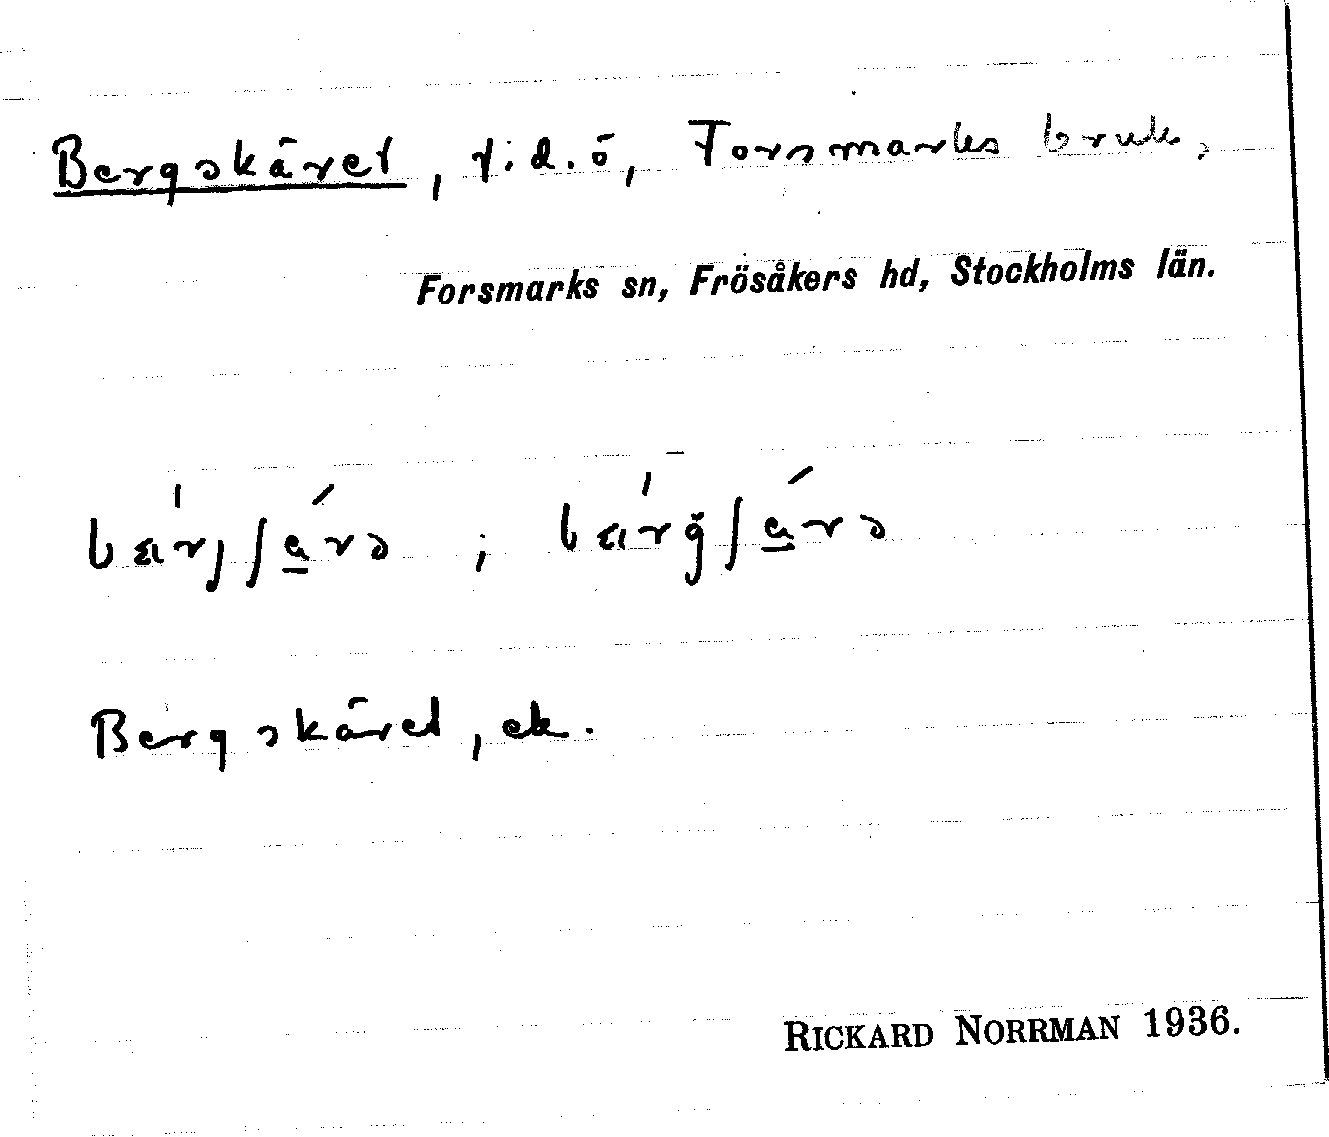 Bergskäret, f. d. ö, Forsmarks bruk,
Forsmarks sn, Frösåkers hd, Stockholms län.
Bergskäret, ek.
RICKARD NORRMAN 1936.